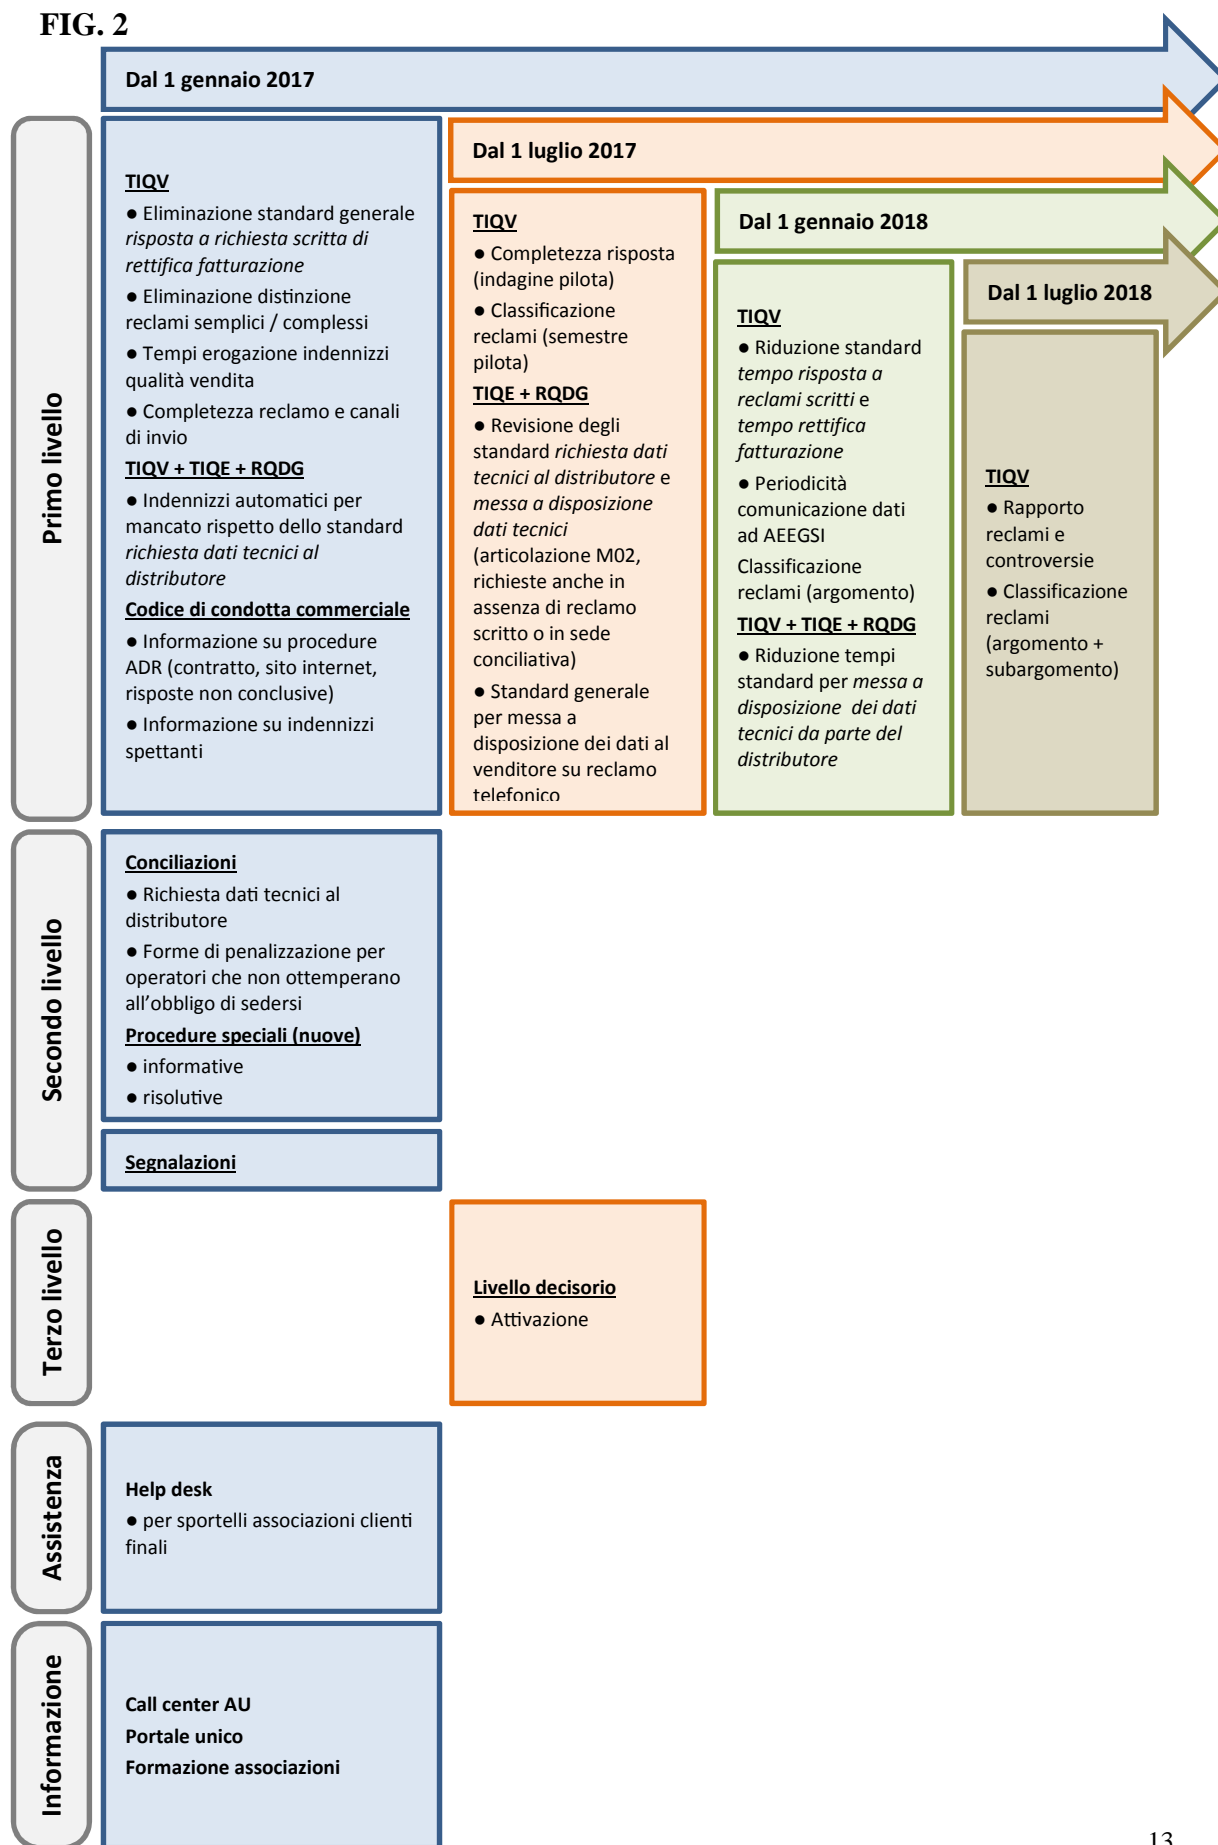 FIG. 2
Dal 1 gennaio 2017
Dal 1 luglio 2017
Dal 1 gennaio 2018
Dal 1 luglio 2018
Primo livello
TIQV
● Eliminazione standard generale
risposta a richiesta scritta di
rettifica fatturazione
● Eliminazione distinzione
reclami semplici / complessi
● Tempi erogazione indennizzi
qualità vendita
● Completezza reclamo e canali
di invio
TIQV + TIQE + RQDG
● Indennizzi automatici per
mancato rispetto dello standard
richiesta dati tecnici al
distributore
Codice di condotta commerciale
● Informazione su procedure
ADR (contratto, sito internet,
risposte non conclusive)
● Informazione su indennizzi
spettanti
TIQV
● Completezza risposta
(indagine pilota)
● Classificazione
reclami (semestre
pilota)
TIQE + RQDG
● Revisione degli
standard richiesta dati
tecnici al distributore e
messa a disposizione
dati tecnici
(articolazione M02,
richieste anche in
assenza di reclamo
scritto o in sede
conciliativa)
● Standard generale
per messa a
disposizione dei dati al
venditore su reclamo
telefonico
TIQV
● Riduzione standard
tempo risposta a
reclami scritti e
tempo rettifica
fatturazione
● Periodicità
comunicazione dati
ad AEEGSI
Classificazione
reclami (argomento)
TIQV + TIQE + RQDG
● Riduzione tempi
standard per messa a
disposizione dei dati
tecnici da parte del
distributore
TIQV
● Rapporto
reclami e
controversie
● Classificazione
reclami
(argomento +
subargomento)
Secondo livello
Conciliazioni
● Richiesta dati tecnici al
distributore
● Forme di penalizzazione per
operatori che non ottemperano
all’obbligo di sedersi
Procedure speciali (nuove)
● informative
● risolutive
Segnalazioni
Terzo livello
Livello decisorio
● Attivazione
Assistenza
Help desk
● per sportelli associazioni clienti
finali
Informazione
Call center AU
Portale unico
Formazione associazioni
13